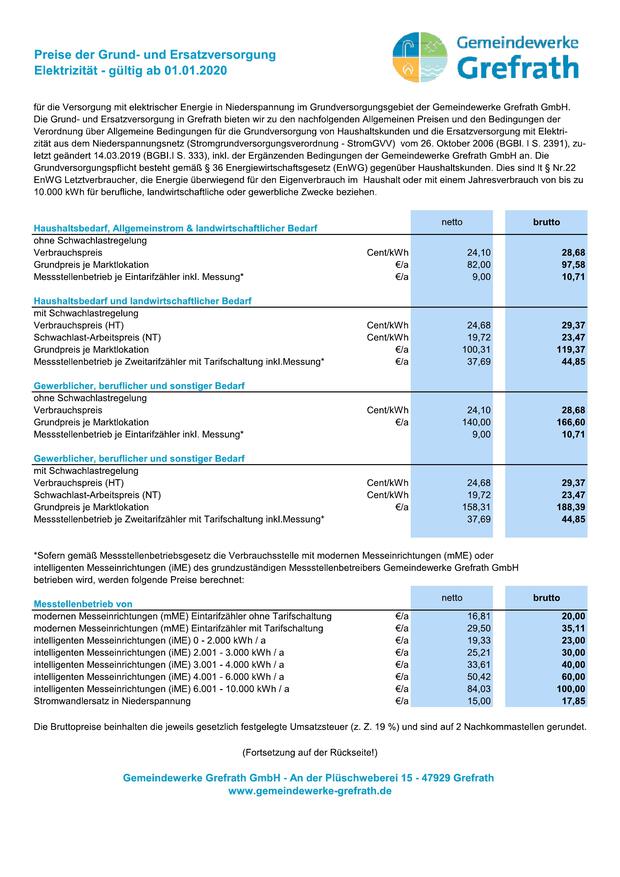 Preise der Grund- und Ersatzversorgung
Elektrizität - gültig ab 01.01.2020
Gemeindewerke
Grefrath
für die Versorgung mit elektrischer Energie in Niederspannung im Grundversorgungsgebiet der Gemeindewerke Grefrath GmbH.
Die Grund- und Ersatzversorgung in Grefrath bieten wir zu den nachfolgenden Allgemeinen Preisen und den Bedingungen der
Verordnung über Allgemeine Bedingungen für die Grundversorgung von Haushaltskunden und die Ersatzversorgung mit Elektri-
zität aus dem Niederspannungsnetz (Stromgrundversorgungsverordnung - StromGVV) vom 26. Oktober 2006 (BGBI. I S. 2391), zu-
letzt geändert 14.03.2019 (BGBI.I S. 333), inkl. der Ergänzenden Bedingungen der Gemeindewerke Grefrath GmbH an. Die
Grundversorgungspflicht besteht gemäß § 36 Energiewirtschaftsgesetz (EnWG) gegenüber Haushaltskunden. Dies sind lt § Nr.22
EnWG Letztverbraucher, die Energie überwiegend für den Eigenverbrauch im Haushalt oder mit einem Jahresverbrauch von bis zu
10.000 kWh für berufliche, landwirtschaftliche oder gewerbliche Zwecke beziehen.
netto brutto
Haushaltsbedarf, Allgemeinstrom & landwirtschaftlicher Bedarf
ohne Schwachlastregelung
Verbrauchspreis Cent/kWh 24,10 28,68
Grundpreis je Marktlokation €/a 82,00 97,58
Messstellenbetrieb je Eintarifzähler inkl. Messung* €/a 9,00 10,71
Haushaltsbedarf und landwirtschaftlicher Bedarf
mit Schwachlastregelung
Verbrauchspreis (HT) Cent/kWh 24,68 29,37
Schwachlast-Arbeitspreis (NT) Cent/kWh 19,72 23,47
Grundpreis je Marktlokation €/a 100,31 119,37
Messstellenbetrieb je Zweitarifzähler mit Tarifschaltung inkl.Messung* €/a 37,69 44,85
Gewerblicher, beruflicher und sonstiger Bedarf
ohne Schwachlastregelung
Verbrauchspreis Cent/kWh 24,10 28,68
Grundpreis je Marktlokation €/a 140,00 166,60
Messstellenbetrieb je Eintarifzähler inkl. Messung* 9,00 10,71
Gewerblicher, beruflicher und sonstiger Bedarf
mit Schwachlastregelung
Verbrauchspreis (HT) Cent/kWh 24,68 29,37
Schwachlast-Arbeitspreis (NT) Cent/kWh 19,72 23,47
Grundpreis je Marktlokation €/a 158,31 188,39
Messstellenbetrieb je Zweitarifzähler mit Tarifschaltung inkl.Messung* 37,69 44,85
*Sofern gemäß Messstellenbetriebsgesetz die Verbrauchsstelle mit modernen Messeinrichtungen (mME) oder
intelligenten Messeinrichtungen (iME) des grundzuständigen Messstellenbetreibers Gemeindewerke Grefrath GmbH
betrieben wird, werden folgende Preise berechnet:
netto brutto
Messtellenbetrieb von
modernen Messeinrichtungen (mME) Eintarifzähler ohne Tarifschaltung €/a 16,81 20,00
modernen Messeinrichtungen (mME) Eintarifzähler mit Tarifschaltung €/a 29,50 35,11
intelligenten Messeinrichtungen (iME) 0 - 2.000 kWh / a €/a 19,33 23,00
intelligenten Messeinrichtungen (iME) 2.001 - 3.000 kWh / a €/a 25,21 30,00
intelligenten Messeinrichtungen (iME) 3.001 - 4.000 kWh / a €/a 33,61 40,00
intelligenten Messeinrichtungen (iME) 4.001 - 6.000 kWh / a €/a 50,42 60,00
intelligenten Messeinrichtungen (iME) 6.001 - 10.000 kWh / a €/a 84,03 100,00
Stromwandlersatz in Niederspannung €/a 15,00 17,85
Die Bruttopreise beinhalten die jeweils gesetzlich festgelegte Umsatzsteuer (z. Z. 19 %) und sind auf 2 Nachkommastellen gerundet.
(Fortsetzung auf der Rückseite!)
Gemeindewerke Grefrath GmbH - An der Plüschweberei 15 - 47929 Grefrath
www.gemeindewerke-grefrath.de